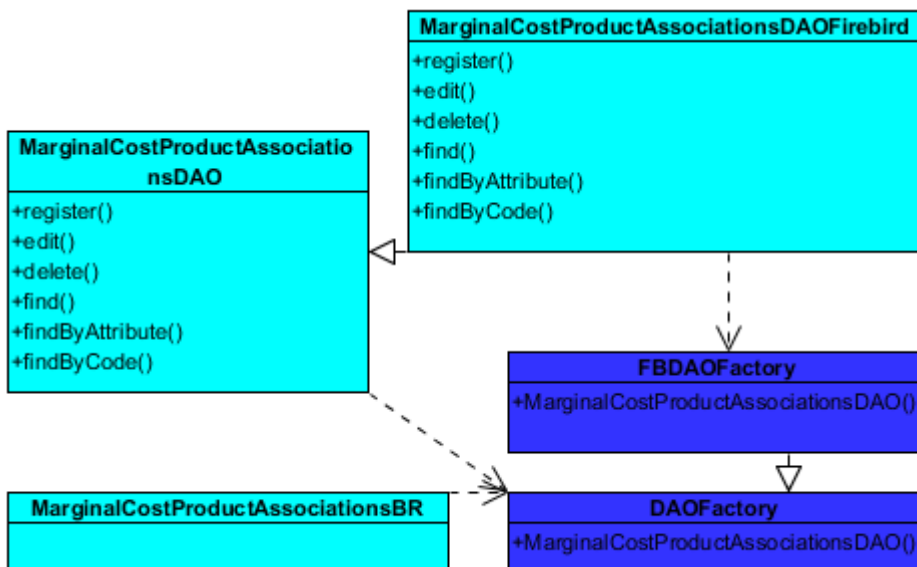 MarginalCostProductAssociationsDAOFirebird
+register()
+edit()
+delete()
+find()
+findByAttribute()
+findByCode()
MarginalCostProductAssociatio
nsDAO
+register()
+edit()
+delete()
+find()
+findByAttribute()
+findByCode()
FBDAOFactory
+MarginalCostProductAssociationsDAO()
MarginalCostProductAssociationsBR
DAOFactory
+MarginalCostProductAssociationsDAO()